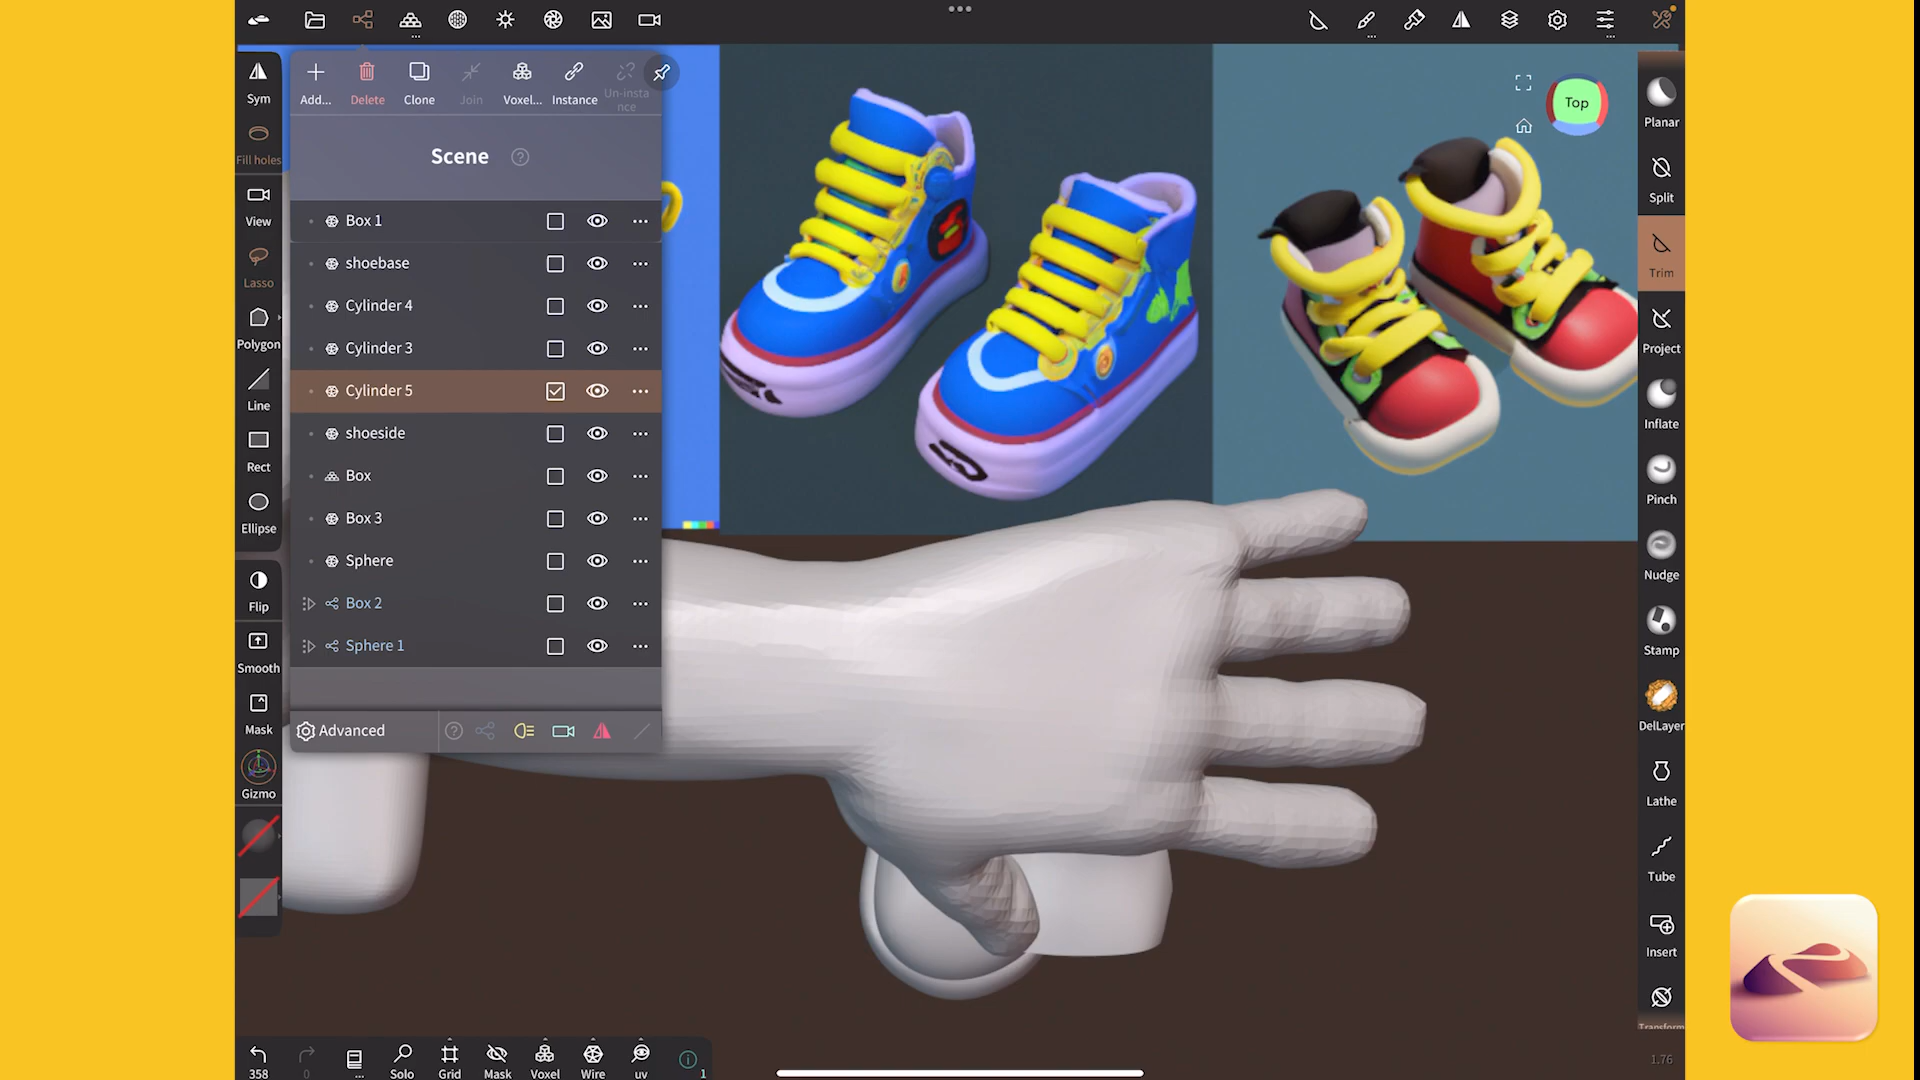 Sym
Fill holes
View
Lasso
Polygon
Line
Rect
Ellipse
Flip
Smooth
Mask
Gizmo
Add...
Delete
Clone
Join
Voxel...
Instance
Un-insta
nce
Scene
Box 1
shoebase
Cylinder 4
Cylinder 3
Cylinder 5
shoeside
Box
Box 3
Sphere
Box 2
Sphere 1
Advanced
Top
Planar
Split
Trim
Project
Inflate
Pinch
Nudge
Stamp
DelLayer
Lathe
Tube
Insert
Transform
1.76
358
0
...
Solo
Grid
Mask
Voxel
Wire
uv
1